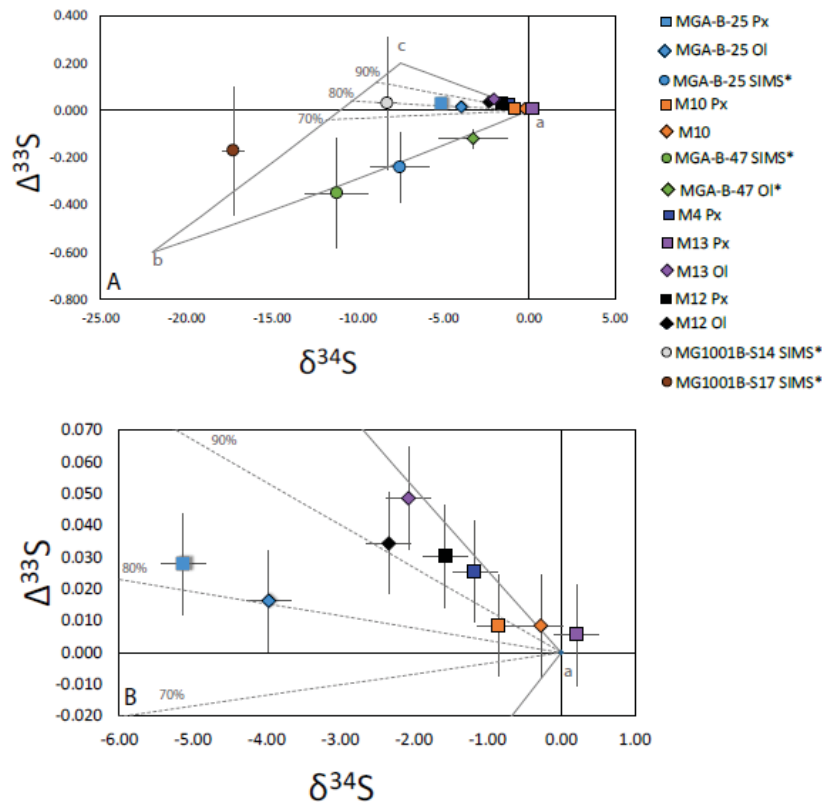 0.400
0.200
0.000
-0.200
-0.400
-0.600
-0.800
Δ³³S
c
90%
80%
70%
a
b
A
-25.00 -20.00 -15.00 -10.00 -5.00 0.00 5.00
δ³⁴S
MGA-B-25 Px
MGA-B-25 Ol
MGA-B-25 SIMS*
M10 Px
M10
MGA-B-47 SIMS*
MGA-B-47 Ol*
M4 Px
M13 Px
M13 Ol
M12 Px
M12 Ol
MG1001B-S14 SIMS*
MG1001B-S17 SIMS*
0.070
0.060
0.050
0.040
0.030
0.020
0.010
0.000
-0.010
-0.020
Δ³³S
90%
80%
70%
a
B
-6.00 -5.00 -4.00 -3.00 -2.00 -1.00 0.00 1.00
δ³⁴S